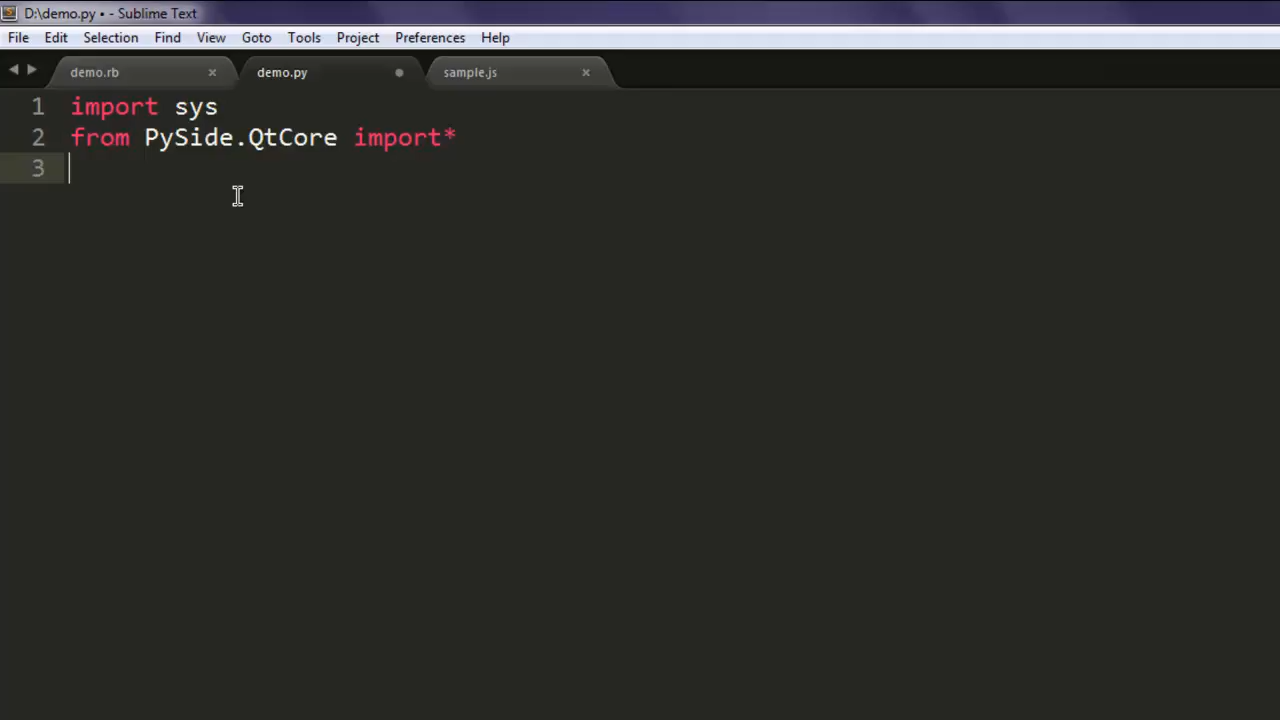 D:\demo.py • - Sublime Text
File Edit Selection Find View Goto Tools Project Preferences Help
demo.rb × demo.py sample.js ×
1 import sys
2 from PySide.QtCore import*
3